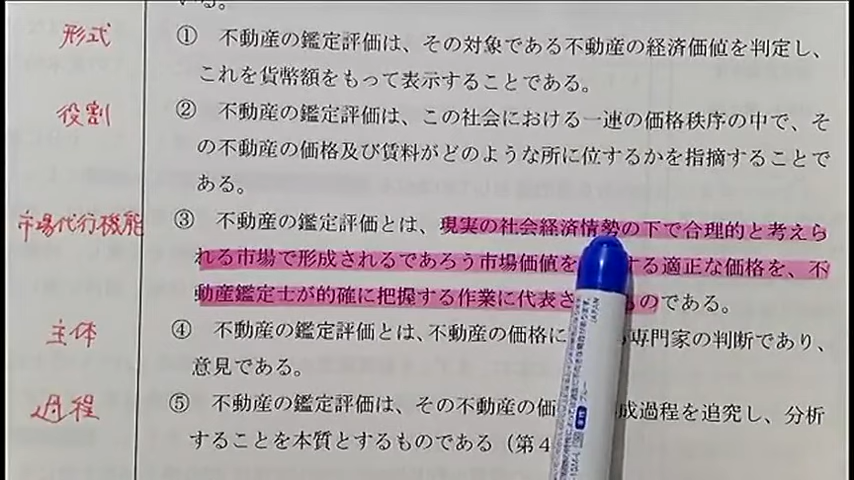 いる。
形式
① 不動産の鑑定評価は、その対象である不動産の経済価値を判定し、
これを貨幣額をもって表示することである。
役割
② 不動産の鑑定評価は、この社会における一連の価格秩序の中で、そ
の不動産の価格及び賃料がどのような所に位するかを指摘することで
ある。
市場代行機能
③ 不動産の鑑定評価とは、現実の社会経済情勢の下で合理的と考えら
れる市場で形成されるであろう市場価値を する適正な価格を、不
動産鑑定士が的確に把握する作業に代表さ ものである。
主体
④ 不動産の鑑定評価とは、不動産の価格に 専門家の判断であり、
意見である。
過程
⑤ 不動産の鑑定評価は、その不動産の価 成過程を追究し、分析
することを本質とするものである(第4
JAPAN
ブルー